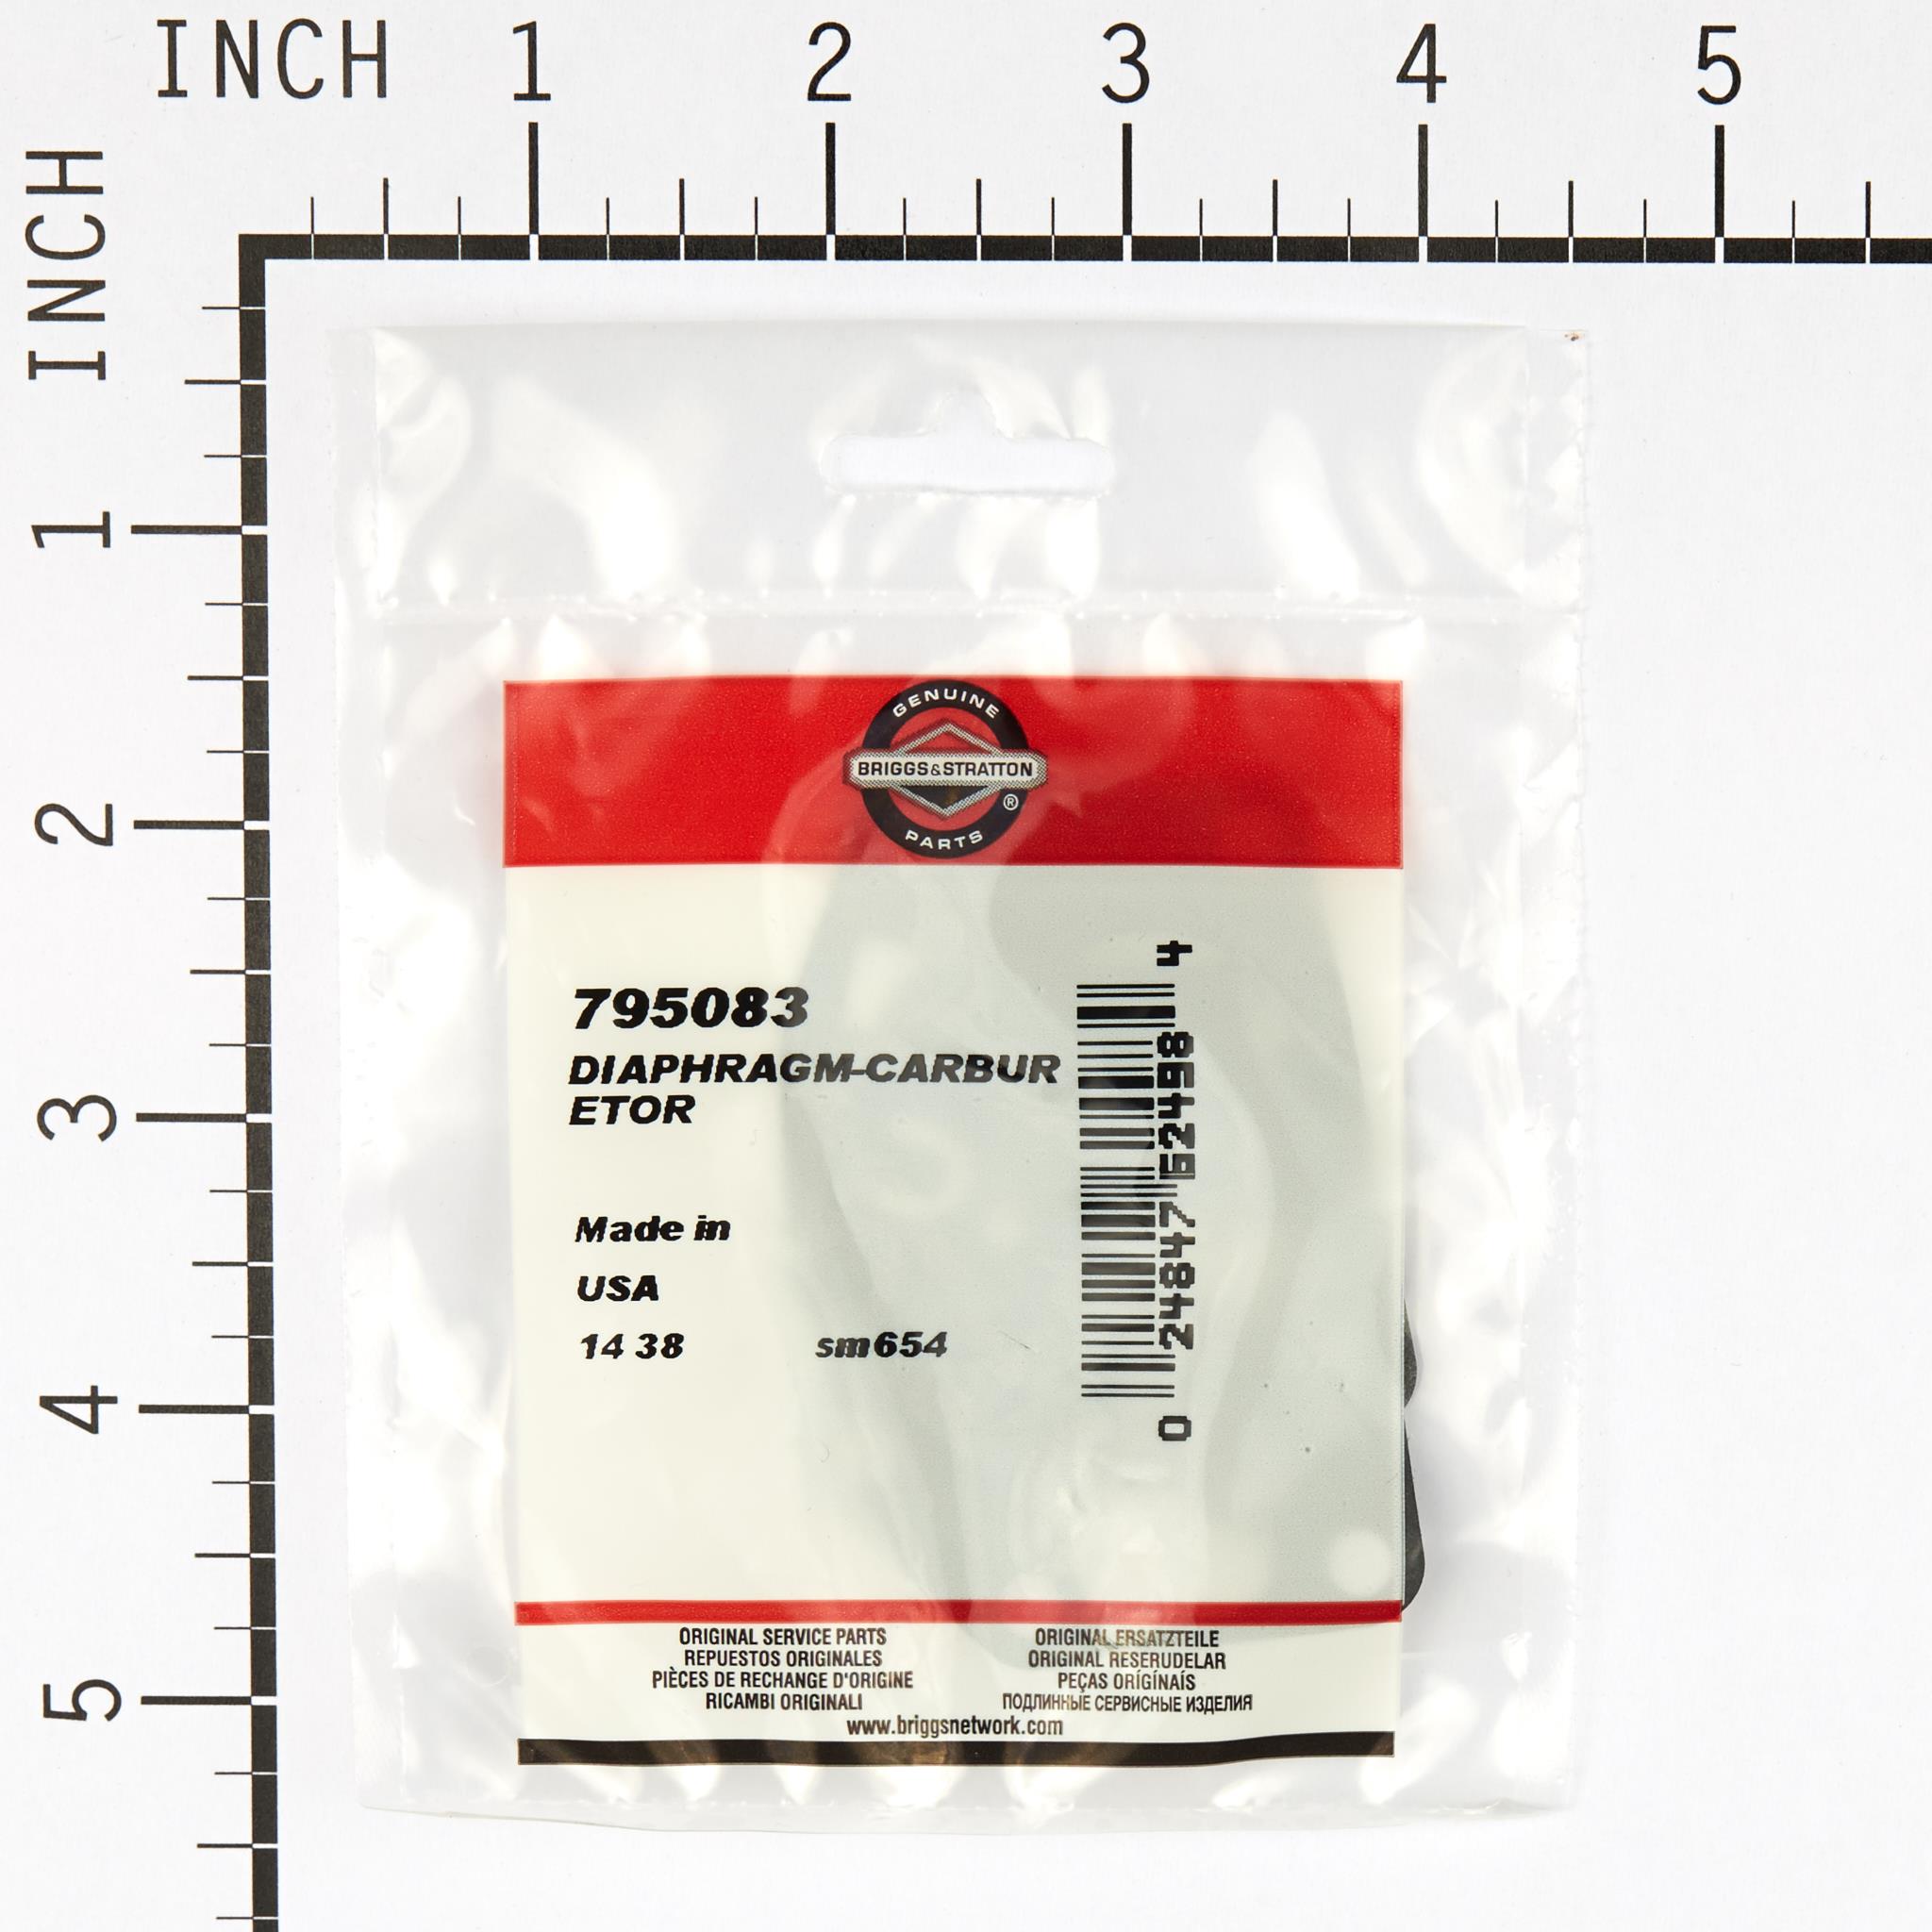 INCH 1 2 3 4 5
INCH
1
2
3
4
5
GENUINE
BRIGGS&STRATTON
®
PARTS
795083
DIAPHRAGM-CARBUR
ETOR
Made in
USA
14 38 sm654
0 24847 62498 4
ORIGINAL SERVICE PARTS
REPUESTOS ORIGINALES
PIÈCES DE RECHANGE D'ORIGINE
RICAMBI ORIGINALI
ORIGINAL ERSATZTEILE
ORIGINAL RESERUDELAR
PEÇAS ORÍGÍNAÍS
ПОДЛИННЫЕ СЕРВИСНЫЕ ИЗДЕЛИЯ
www.briggsnetwork.com